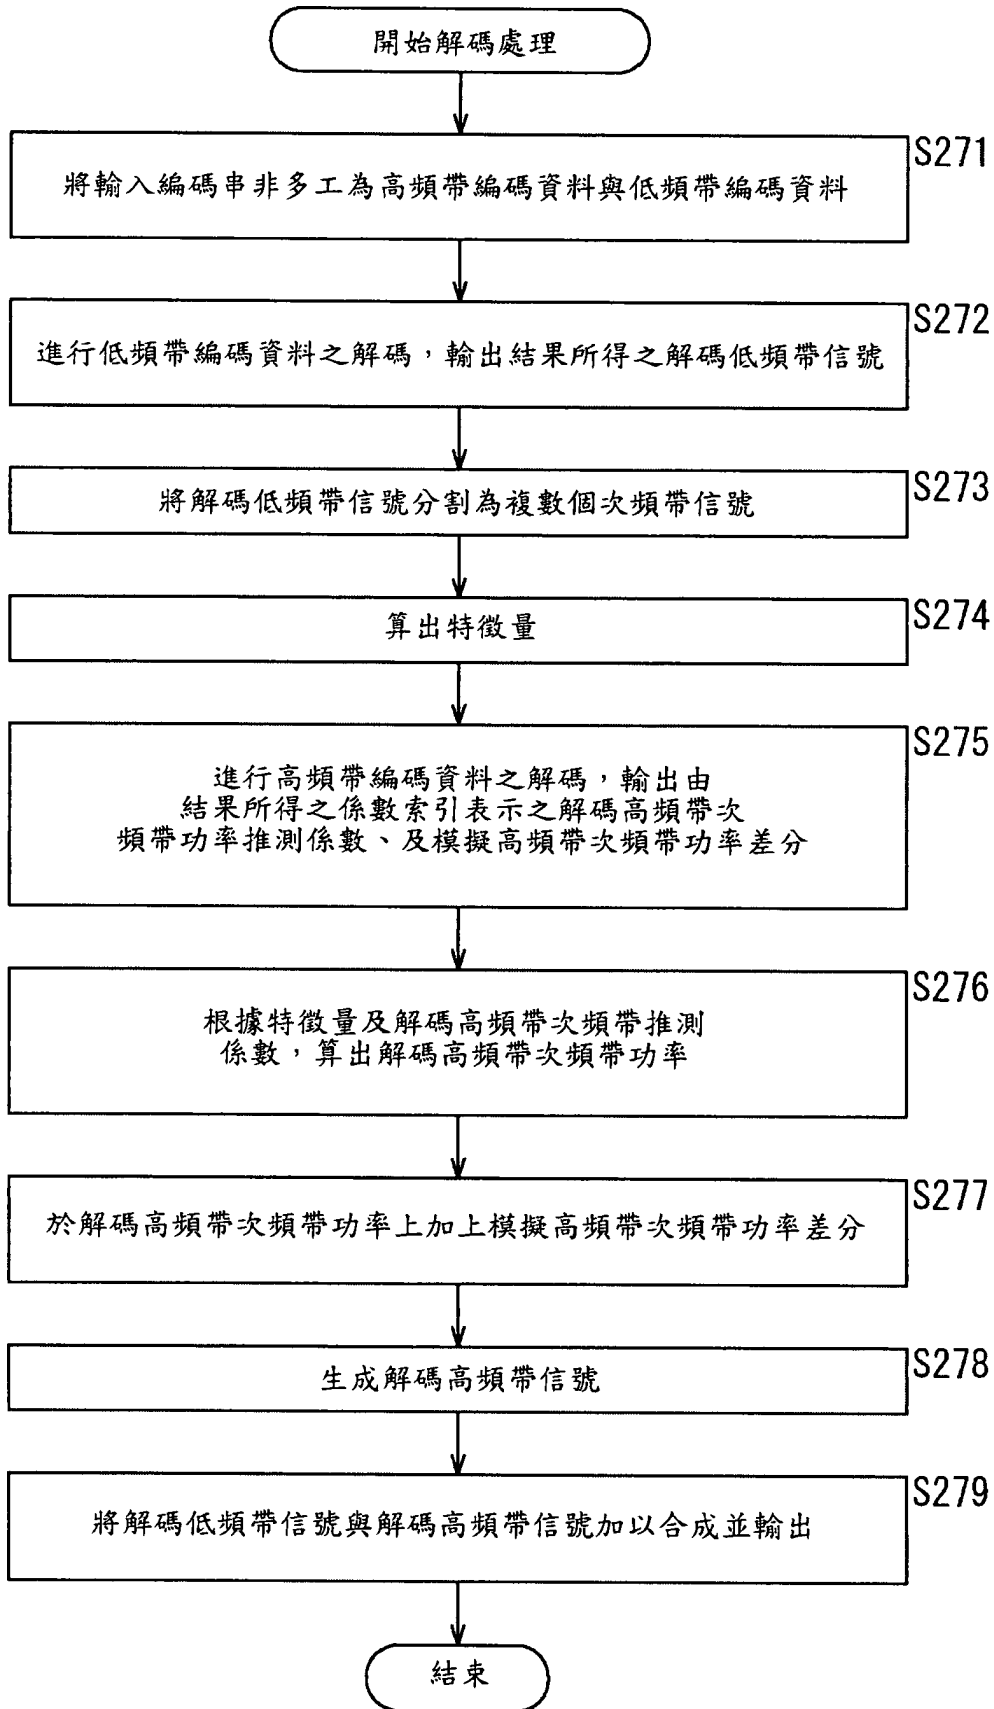 開始解碼處理
S271
將輸入編碼串非多工為高頻帶編碼資料與低頻帶編碼資料
S272
進行低頻帶編碼資料之解碼，輸出結果所得之解碼低頻帶信號
S273
將解碼低頻帶信號分割為複數個次頻帶信號
S274
算出特徵量
S275
進行高頻帶編碼資料之解碼，輸出由
結果所得之係數索引表示之解碼高頻帶次
頻帶功率推測係數、及模擬高頻帶次頻帶功率差分
S276
根據特徵量及解碼高頻帶次頻帶推測
係數，算出解碼高頻帶次頻帶功率
S277
於解碼高頻帶次頻帶功率上加上模擬高頻帶次頻帶功率差分
S278
生成解碼高頻帶信號
S279
將解碼低頻帶信號與解碼高頻帶信號加以合成並輸出
結束